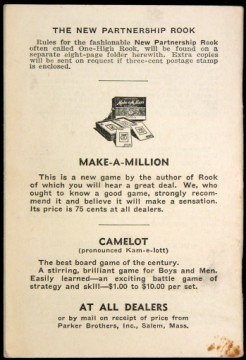 THE NEW PARTNERSHIP ROOK
Rules for the fashionable New Partnership Rook
often called One-High Rook, will be found on a
separate eight-page folder herewith. Extra copies
will be sent on request if three-cent postage stamp
is enclosed.
MAKE-A-MILLION
This is a new game by the author of Rook
of which you will hear a great deal. We, who
ought to know a good game, strongly recom-
mend it and believe it will make a sensation.
Its price is 75 cents at all dealers.
CAMELOT
(pronounced Kam-e-lott)
The best board game of the century.
A stirring, brilliant game for Boys and Men.
Easily learned—an exciting battle game of
strategy and skill—$1.00 to $10.00 per set.
AT ALL DEALERS
or by mail on receipt of price from
Parker Brothers, Inc., Salem, Mass.